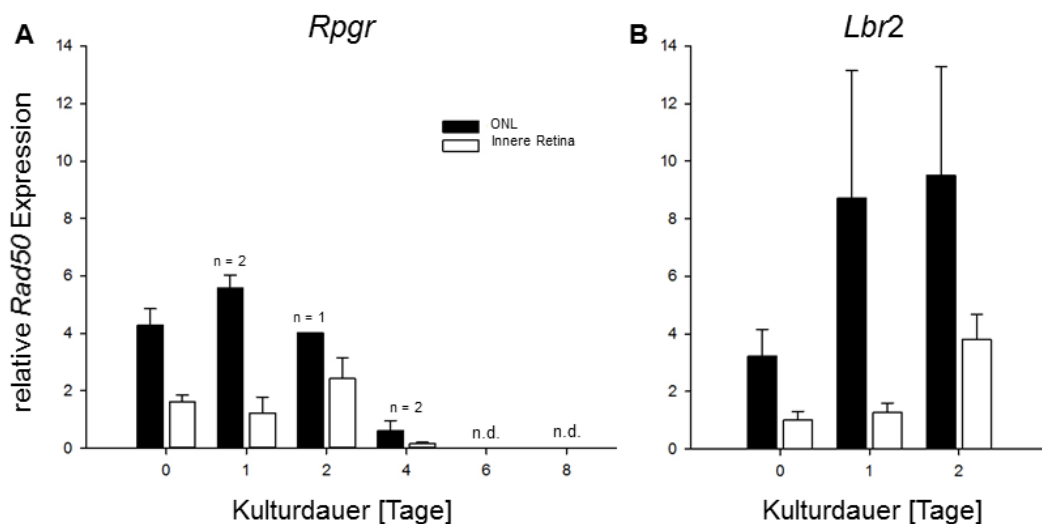 A
Rpgr
B
Lbr2
relative Rad50 Expression
14
12
10
8
6
4
2
0
ONL
Innere Retina
n = 2
n = 1
n = 2
n.d.
n.d.
0 1 2 4 6 8
Kulturdauer [Tage]
14
12
10
8
6
4
2
0
0 1 2
Kulturdauer [Tage]